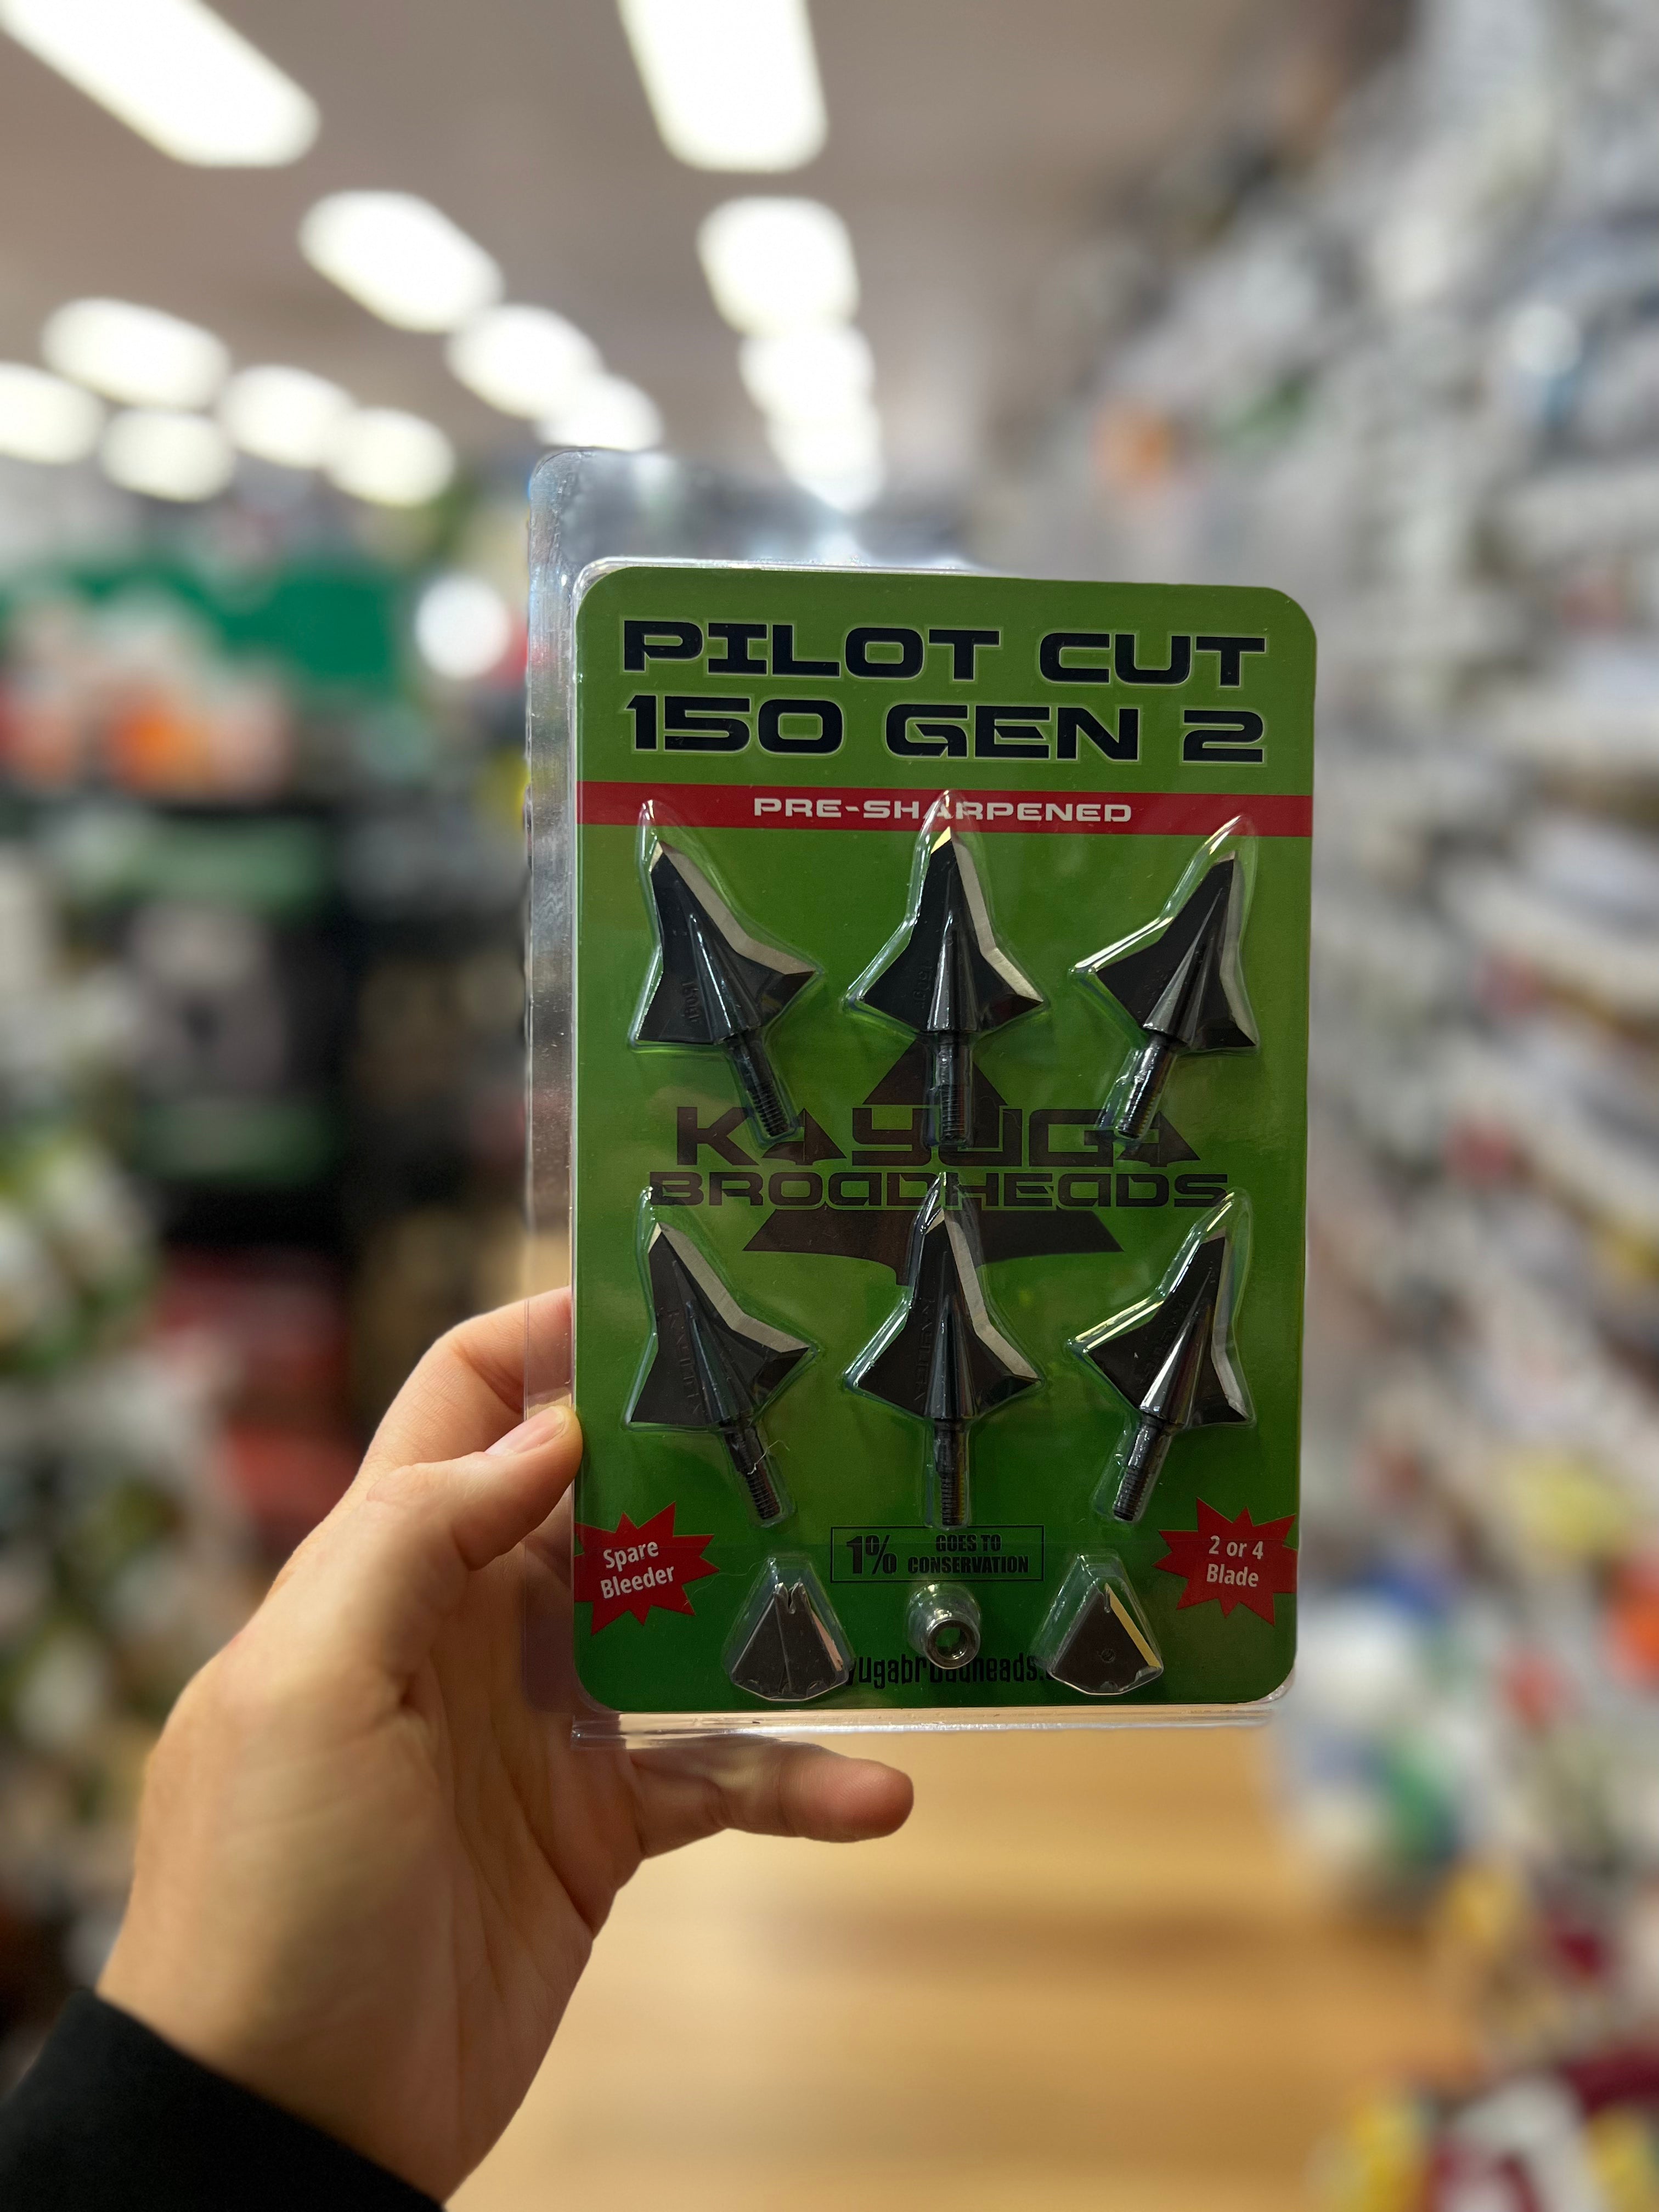 PILOT CUT
150 GEN 2
PRE-SHARPENED
KAYUGA
BROADHEADS
Spare
Bleeder
1% GOES TO
CONSERVATION
2 or 4
Blade